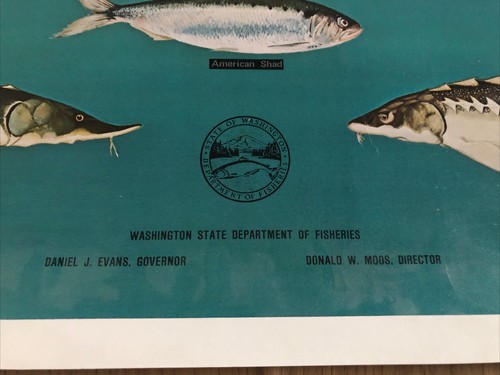 American Shad
STATE OF WASHINGTON
DEPARTMENT OF FISHERIES
WASHINGTON STATE DEPARTMENT OF FISHERIES
DANIEL J. EVANS, GOVERNOR
DONALD W. MOOS, DIRECTOR